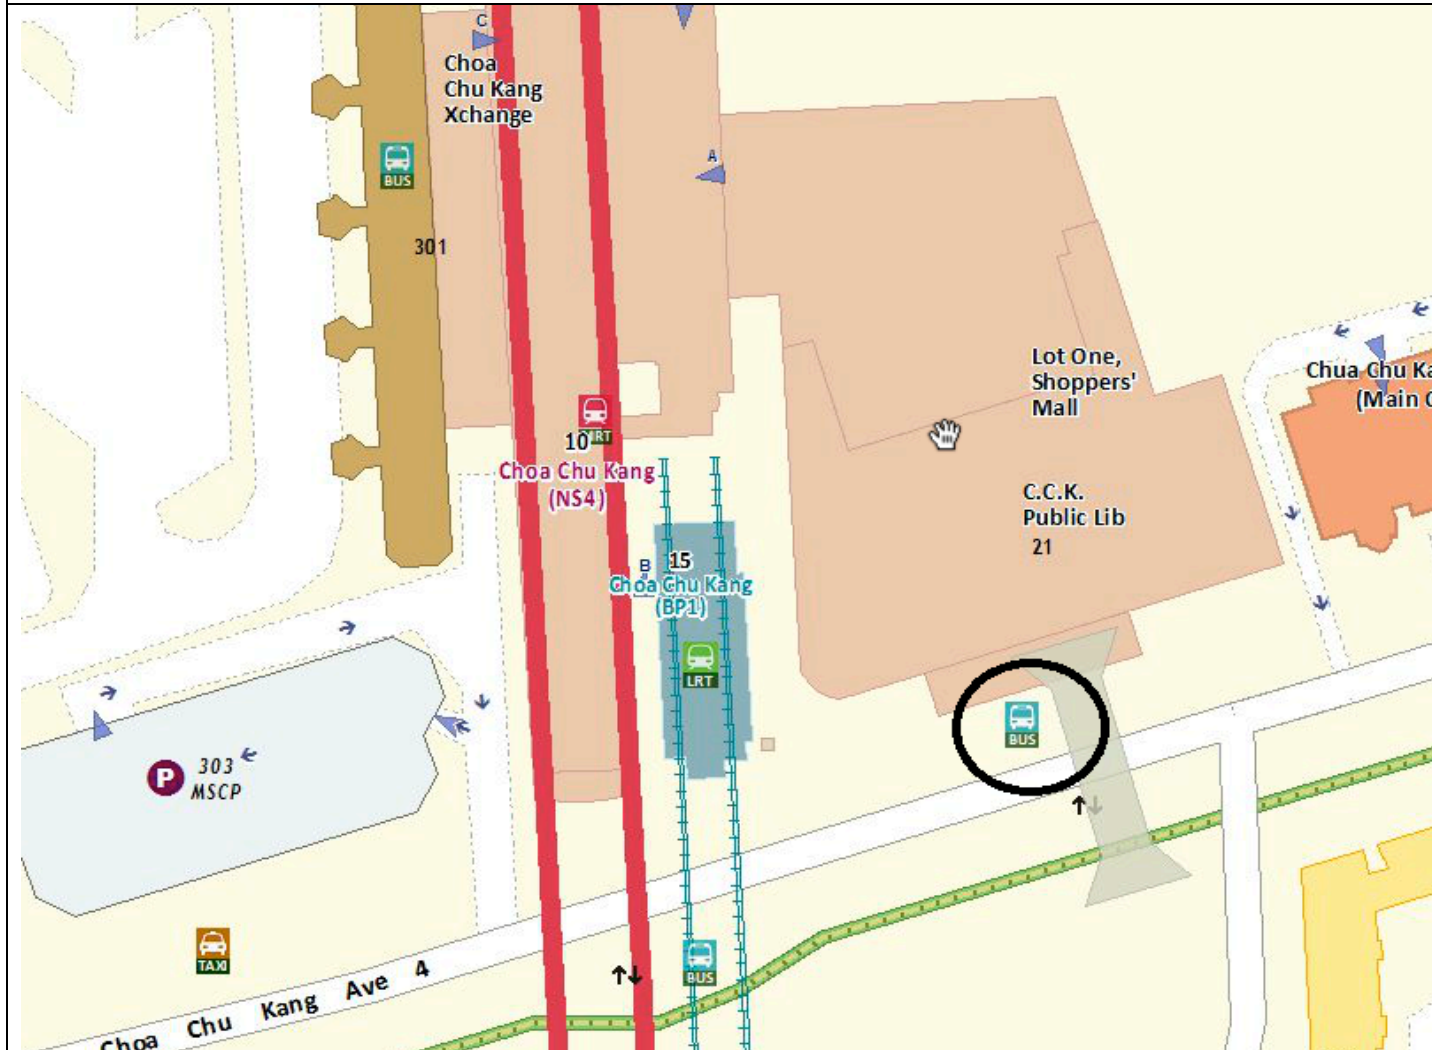 C
Choa
Chu Kang
Xchange
A
BUS
301
Lot One,
Shoppers'
Mall
Chua Chu Ka
(Main
MRT
10
Choa Chu Kang
(NS4)
C.C.K.
Public Lib
21
B
15
Choa Chu Kang
(BP1)
LRT
BUS
P
303
MSCP
TAXI
BUS
Choa Chu Kang Ave 4